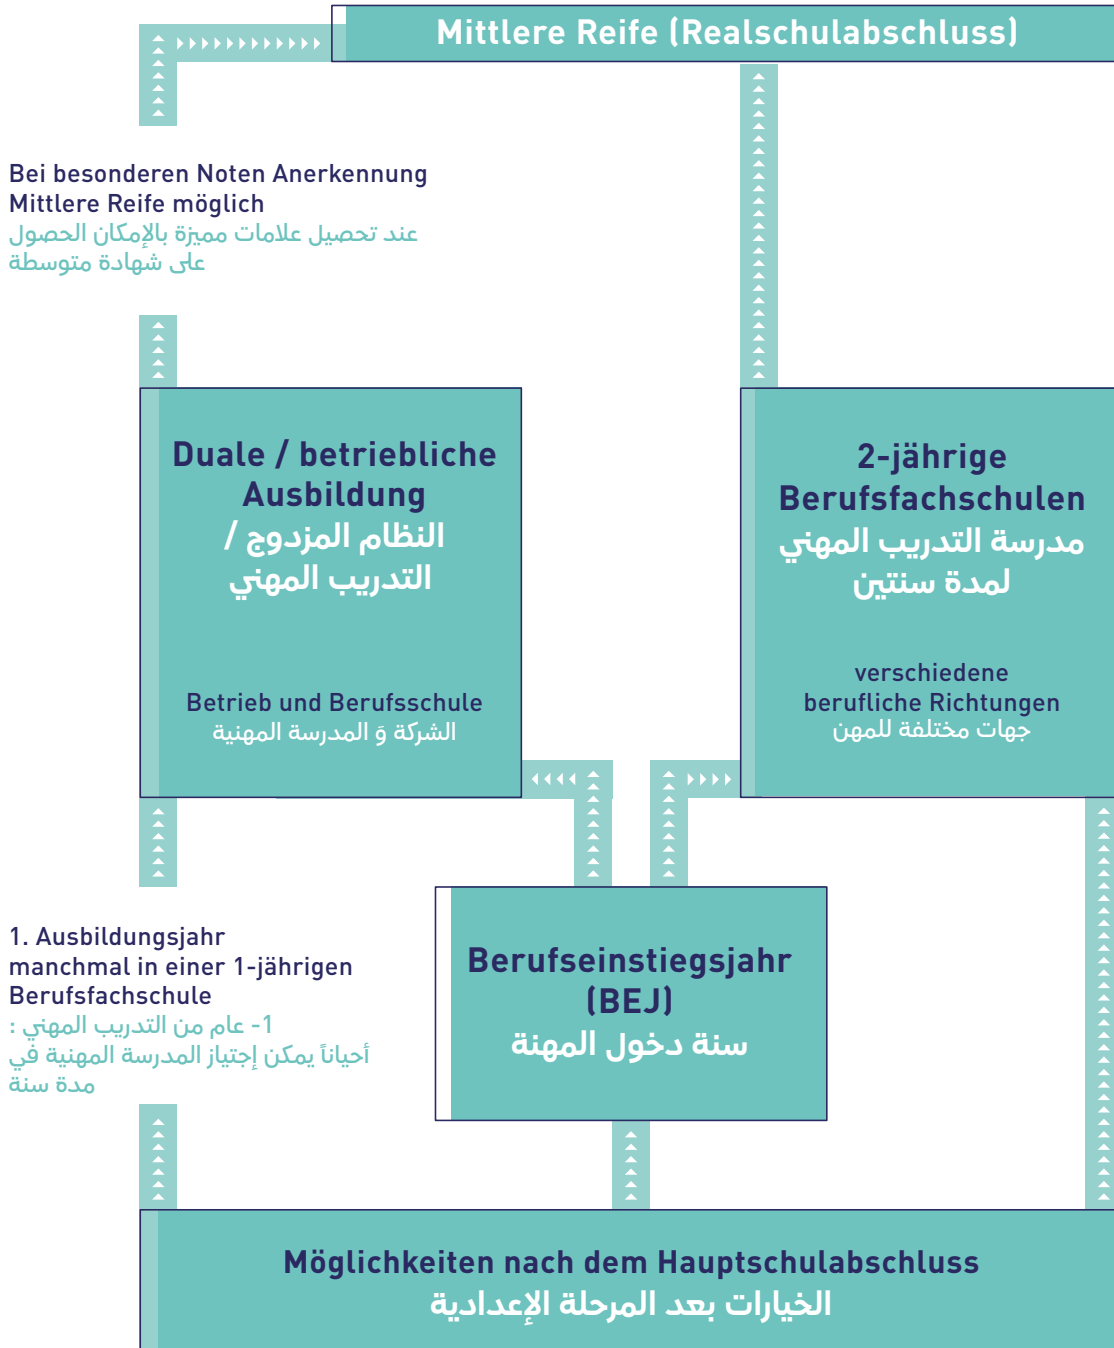 Mittlere Reife (Realschulabschluss)
Bei besonderen Noten Anerkennung
Mittlere Reife möglich
عند تحصيل علامات مميزة بالإمكان الحصول
على شهادة متوسطة
Duale / betriebliche
Ausbildung
النظام المزدوج /
التدريب المهني
Betrieb und Berufsschule
الشركة وَ المدرسة المهنية
2-jährige
Berufsfachschulen
مدرسة التدريب المهني
لمدة سنتين
verschiedene
berufliche Richtungen
جهات مختلفة للمهن
1. Ausbildungsjahr
manchmal in einer 1-jährigen
Berufsfachschule
1- عام من التدريب المهني :
أحياناً يمكن إجتياز المدرسة المهنية في
مدة سنة
Berufseinstiegsjahr
(BEJ)
سنة دخول المهنة
Möglichkeiten nach dem Hauptschulabschluss
الخيارات بعد المرحلة الإعدادية